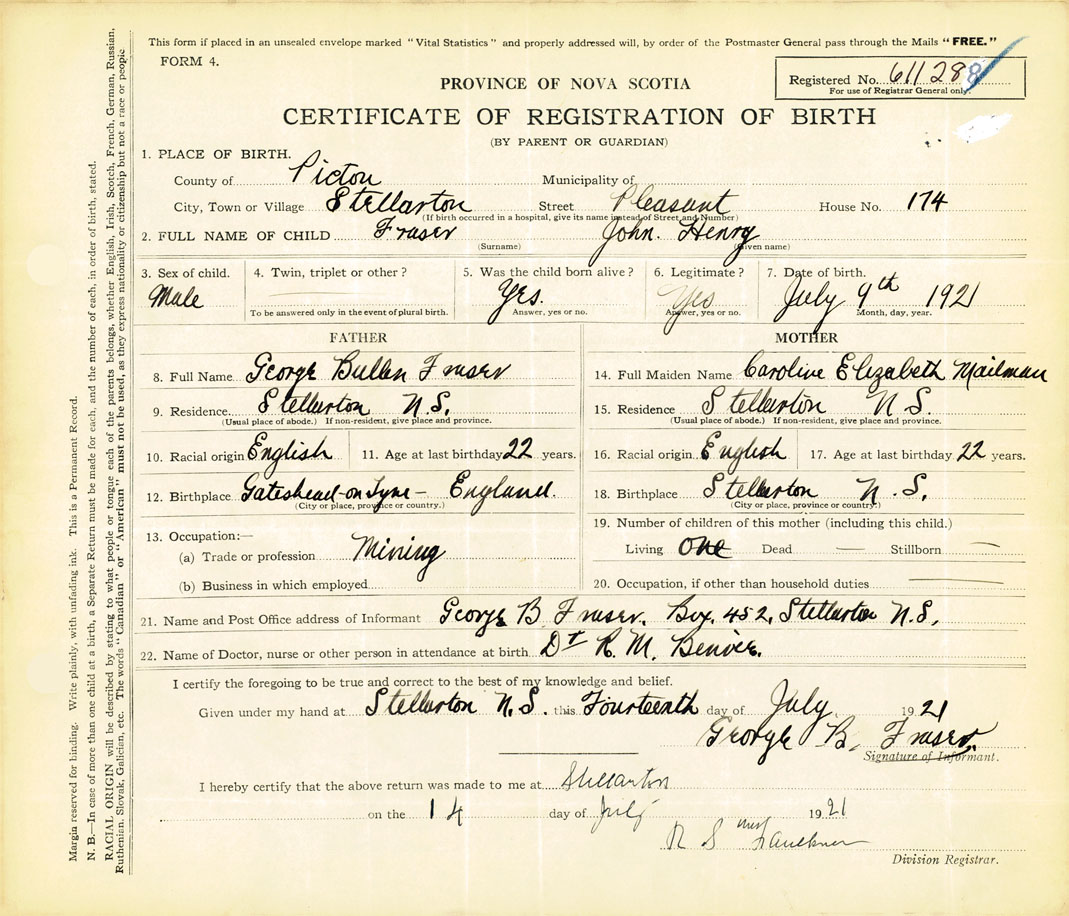 This form if placed in an unsealed envelope marked "Vital Statistics" and properly addressed will, by order of the Postmaster General pass through the Mails "FREE."
FORM 4.
Registered No. 611288
For use of Registrar General only.
PROVINCE OF NOVA SCOTIA
CERTIFICATE OF REGISTRATION OF BIRTH
(BY PARENT OR GUARDIAN)
1. PLACE OF BIRTH.
County of Pictou Municipality of
City, Town or Village Stellarton Street Pleasant House No. 174
(If birth occurred in a hospital, give its name instead of Street and Number)
2. FULL NAME OF CHILD Fraser John. Henry
(Surname) (Given name)
3. Sex of child. 4. Twin, triplet or other? 5. Was the child born alive? 6. Legitimate? 7. Date of birth.
Male Yes. Yes July 9th 1921
To be answered only in the event of plural birth. Answer, yes or no. Answer, yes or no. Month, day, year.
FATHER MOTHER
8. Full Name George Bullen Fraser 14. Full Maiden Name Caroline Elizabeth Mailman
9. Residence Stellarton N.S. 15. Residence Stellarton N.S.
(Usual place of abode.) If non-resident, give place and province. (Usual place of abode.) If non-resident, give place and province.
10. Racial origin English 11. Age at last birthday 22 years. 16. Racial origin English 17. Age at last birthday 22 years.
12. Birthplace Gateshead-on Tyne - England. 18. Birthplace Stellarton N.S.
(City or place, province or country.) (City or place, province or country.)
19. Number of children of this mother (including this child.)
13. Occupation:—
(a) Trade or profession Mining Living One Dead — Stillborn —
(b) Business in which employed 20. Occupation, if other than household duties
21. Name and Post Office address of Informant George B Fraser. Box, 452, Stellarton N.S.
22. Name of Doctor, nurse or other person in attendance at birth Dr R. M. Benvie.
I certify the foregoing to be true and correct to the best of my knowledge and belief.
Given under my hand at Stellarton N.S. this Fourteenth day of July 1921
George B. Fraser.
Signature of Informant.
I hereby certify that the above return was made to me at Stellarton
on the 14 day of July 1921
R S Faulkner
Division Registrar.
Margin reserved for binding. Write plainly, with unfading ink. This is a Permanent Record.
N. B.—In case of more than one child at a birth, a Separate Return must be made for each, and the number of each, in order of birth, stated.
RACIAL ORIGIN will be described by stating to what people or tongue each of the parents belongs, whether English, Irish, Scotch, French, German, Russian,
Ruthenian, Slovak, Galician, etc. The words "Canadian" or "American" must not be used, as they express nationality or citizenship but not a race or people